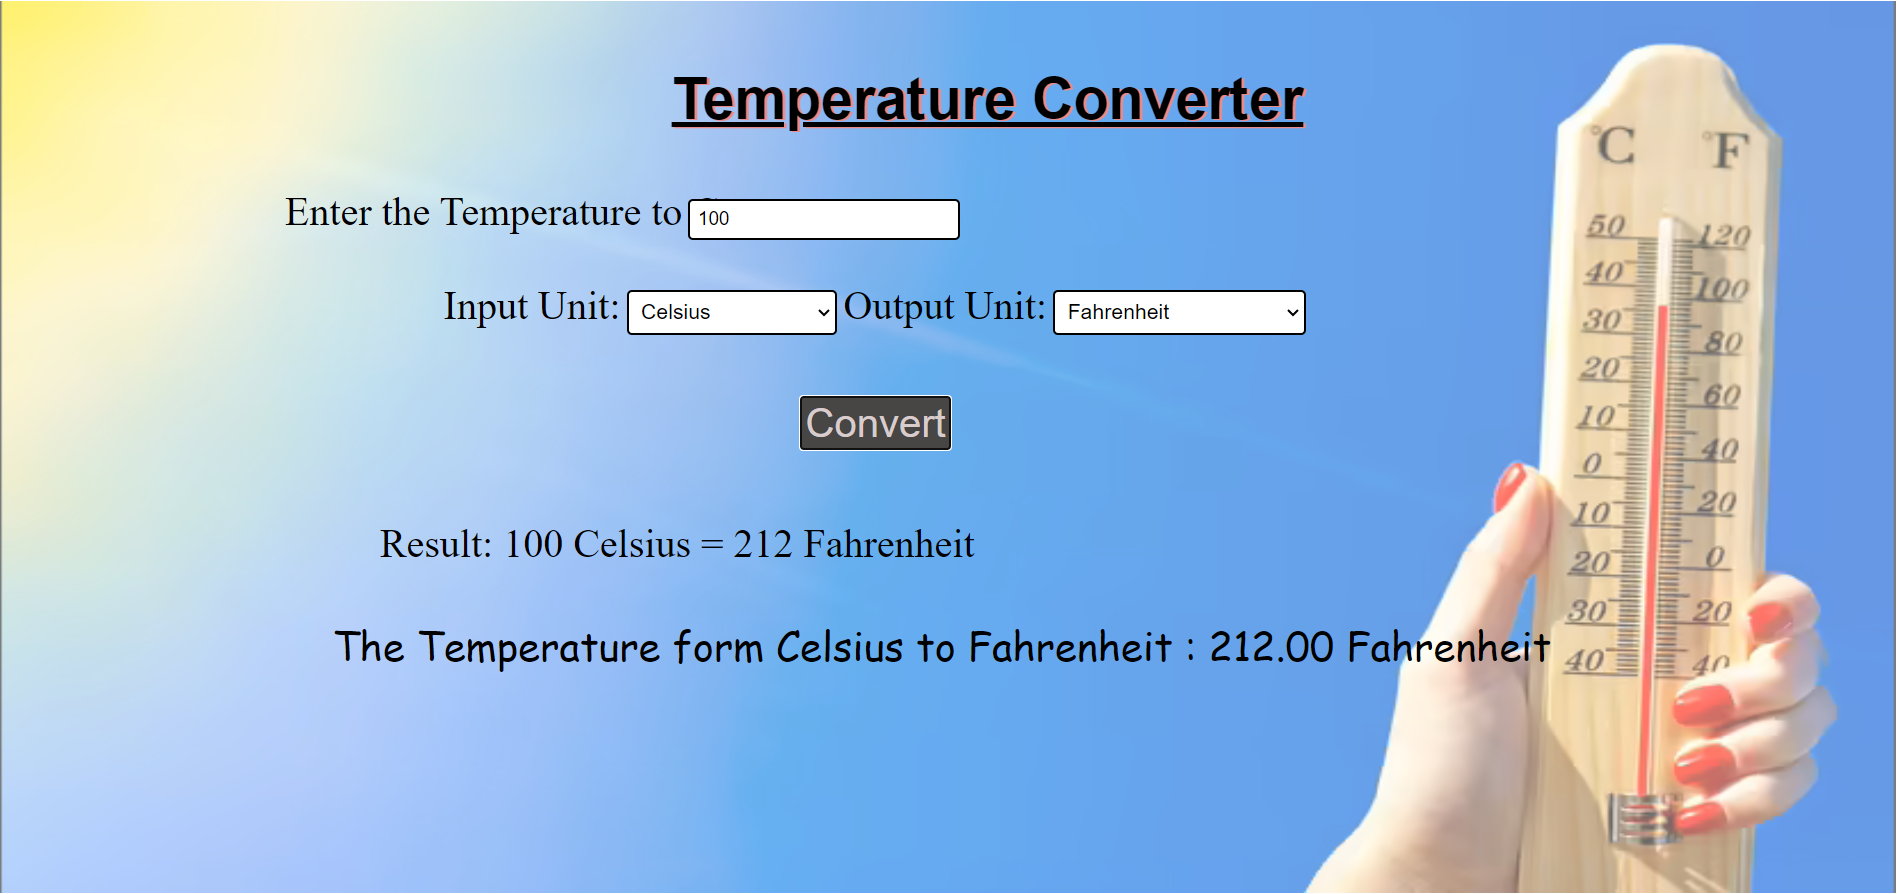 Temperature Converter
Enter the Temperature to
100
Input Unit: Celsius Output Unit: Fahrenheit
Convert
Result: 100 Celsius = 212 Fahrenheit
The Temperature form Celsius to Fahrenheit : 212.00 Fahrenheit
°C °F
50 120
40 100
30 80
20 60
10 40
0 20
10 0
20 20
30 40
40